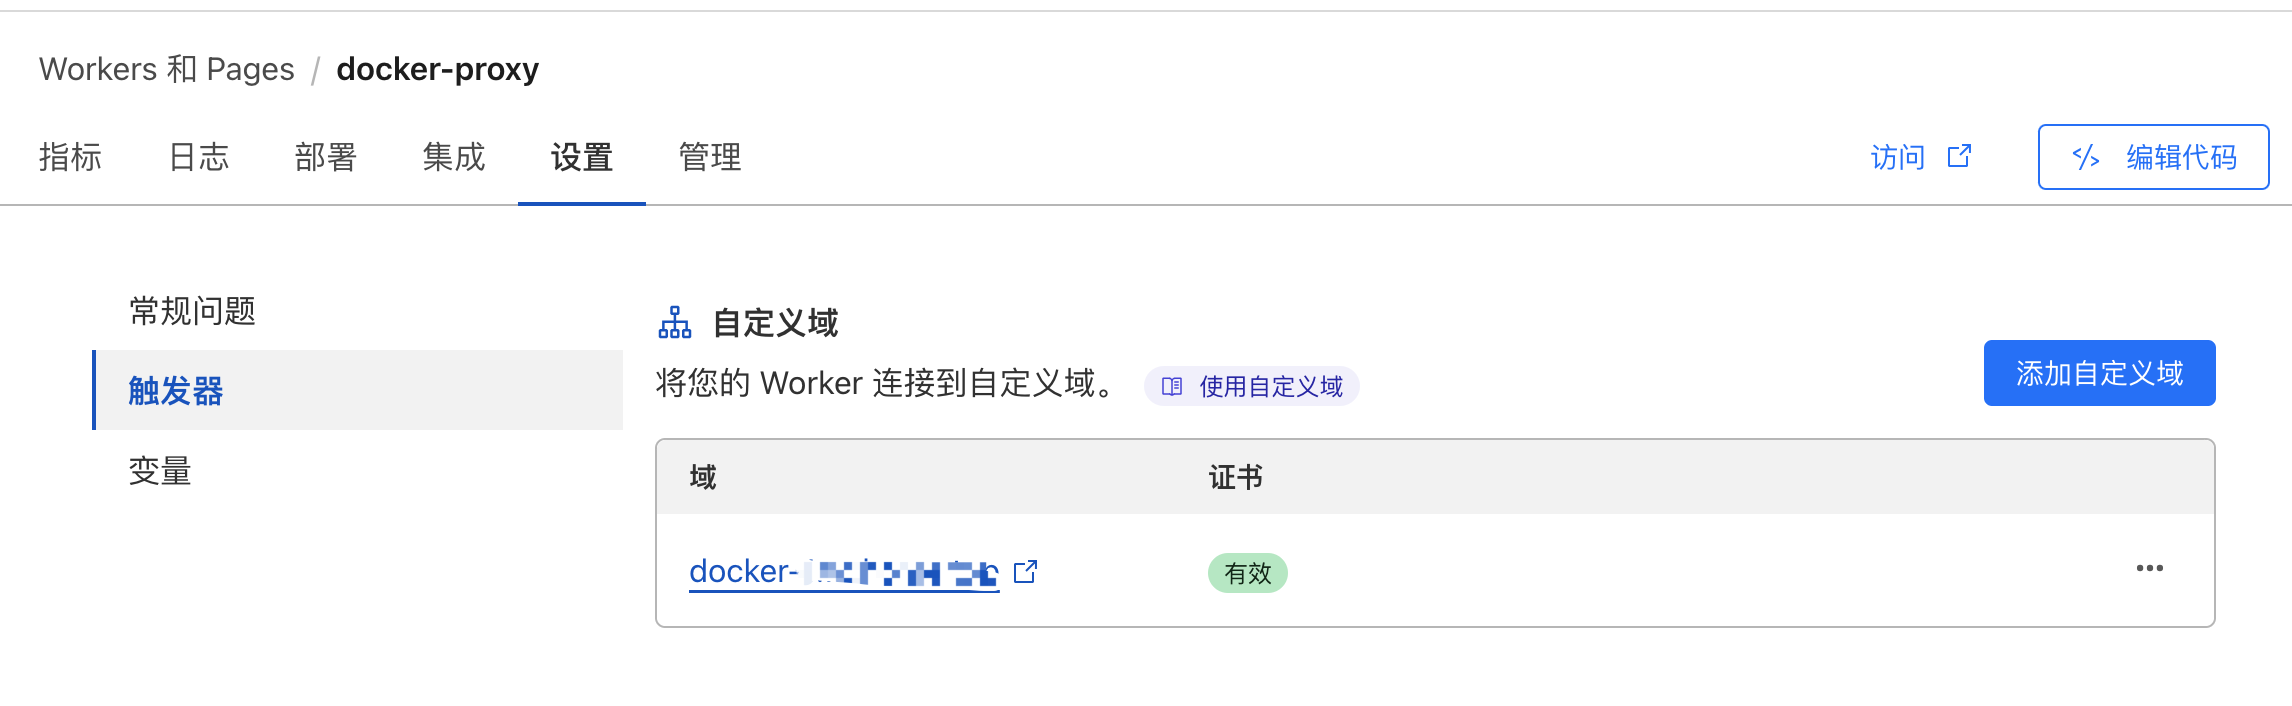 Workers 和 Pages / docker-proxy
指标 日志 部署 集成 设置 管理 访问 编辑代码
常规问题
触发器
变量
自定义域
将您的 Worker 连接到自定义域。 使用自定义域
添加自定义域
域 证书
docker- 有效